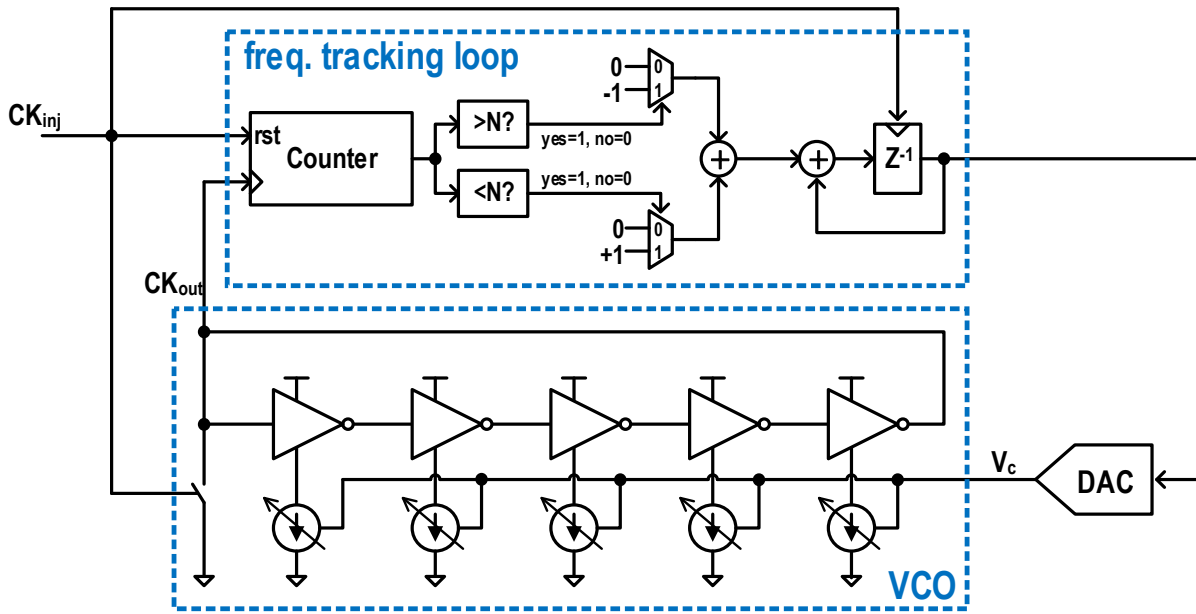 freq. tracking loop
0
-1
0
1
CKinj
rst
Counter
>N?
yes=1, no=0
<N?
yes=1, no=0
+
+
Z-1
0
+1
0
1
CKout
Vc
DAC
VCO